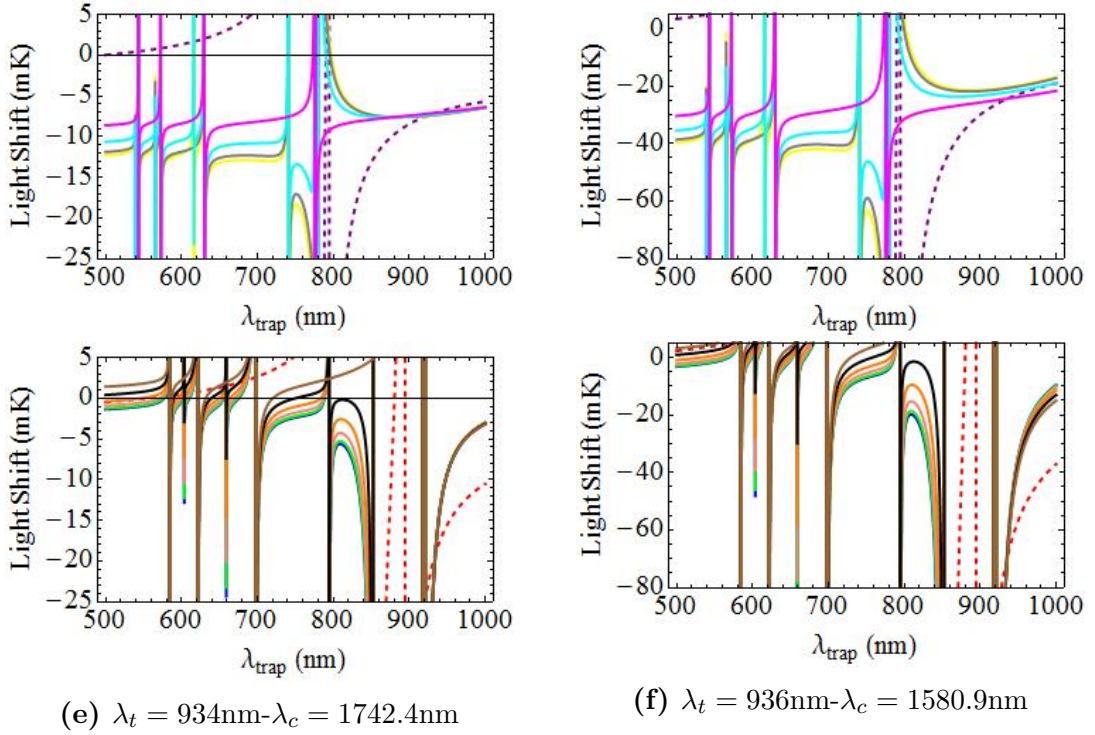 5
0
−5
−10
−15
−20
−25
Light Shift (mK)
500 600 700 800 900 1000
λtrap (nm)
0
−20
−40
−60
−80
Light Shift (mK)
500 600 700 800 900 1000
λtrap (nm)
5
0
−5
−10
−15
−20
−25
Light Shift (mK)
500 600 700 800 900 1000
λtrap (nm)
(e) λt = 934nm-λc = 1742.4nm
0
−20
−40
−60
−80
Light Shift (mK)
500 600 700 800 900 1000
λtrap (nm)
(f) λt = 936nm-λc = 1580.9nm